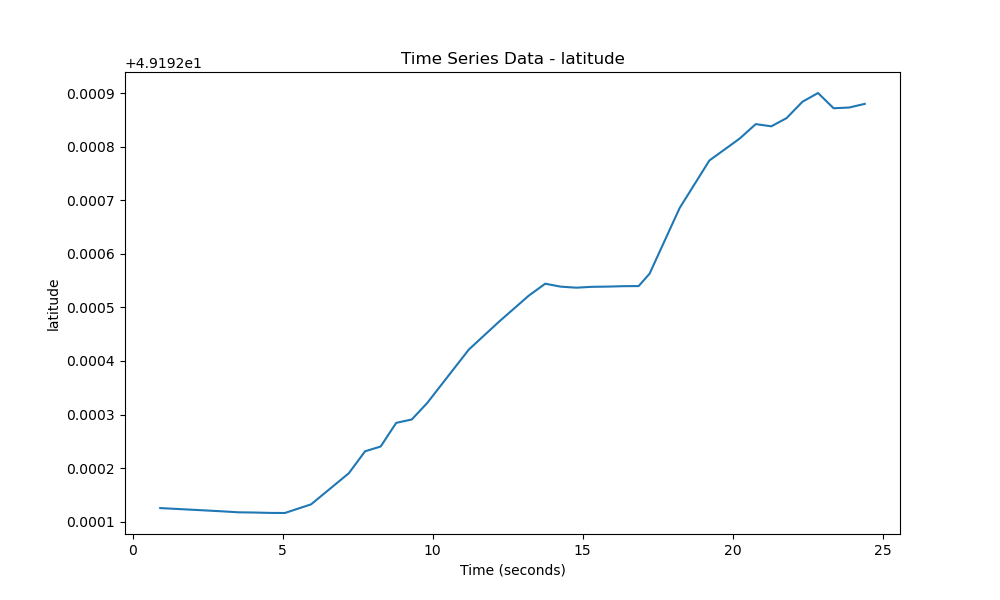 Time Series Data - latitude
+4.9192e1
0.0009
0.0008
0.0007
0.0006
0.0005
0.0004
0.0003
0.0002
0.0001
latitude
0 5 10 15 20 25
Time (seconds)